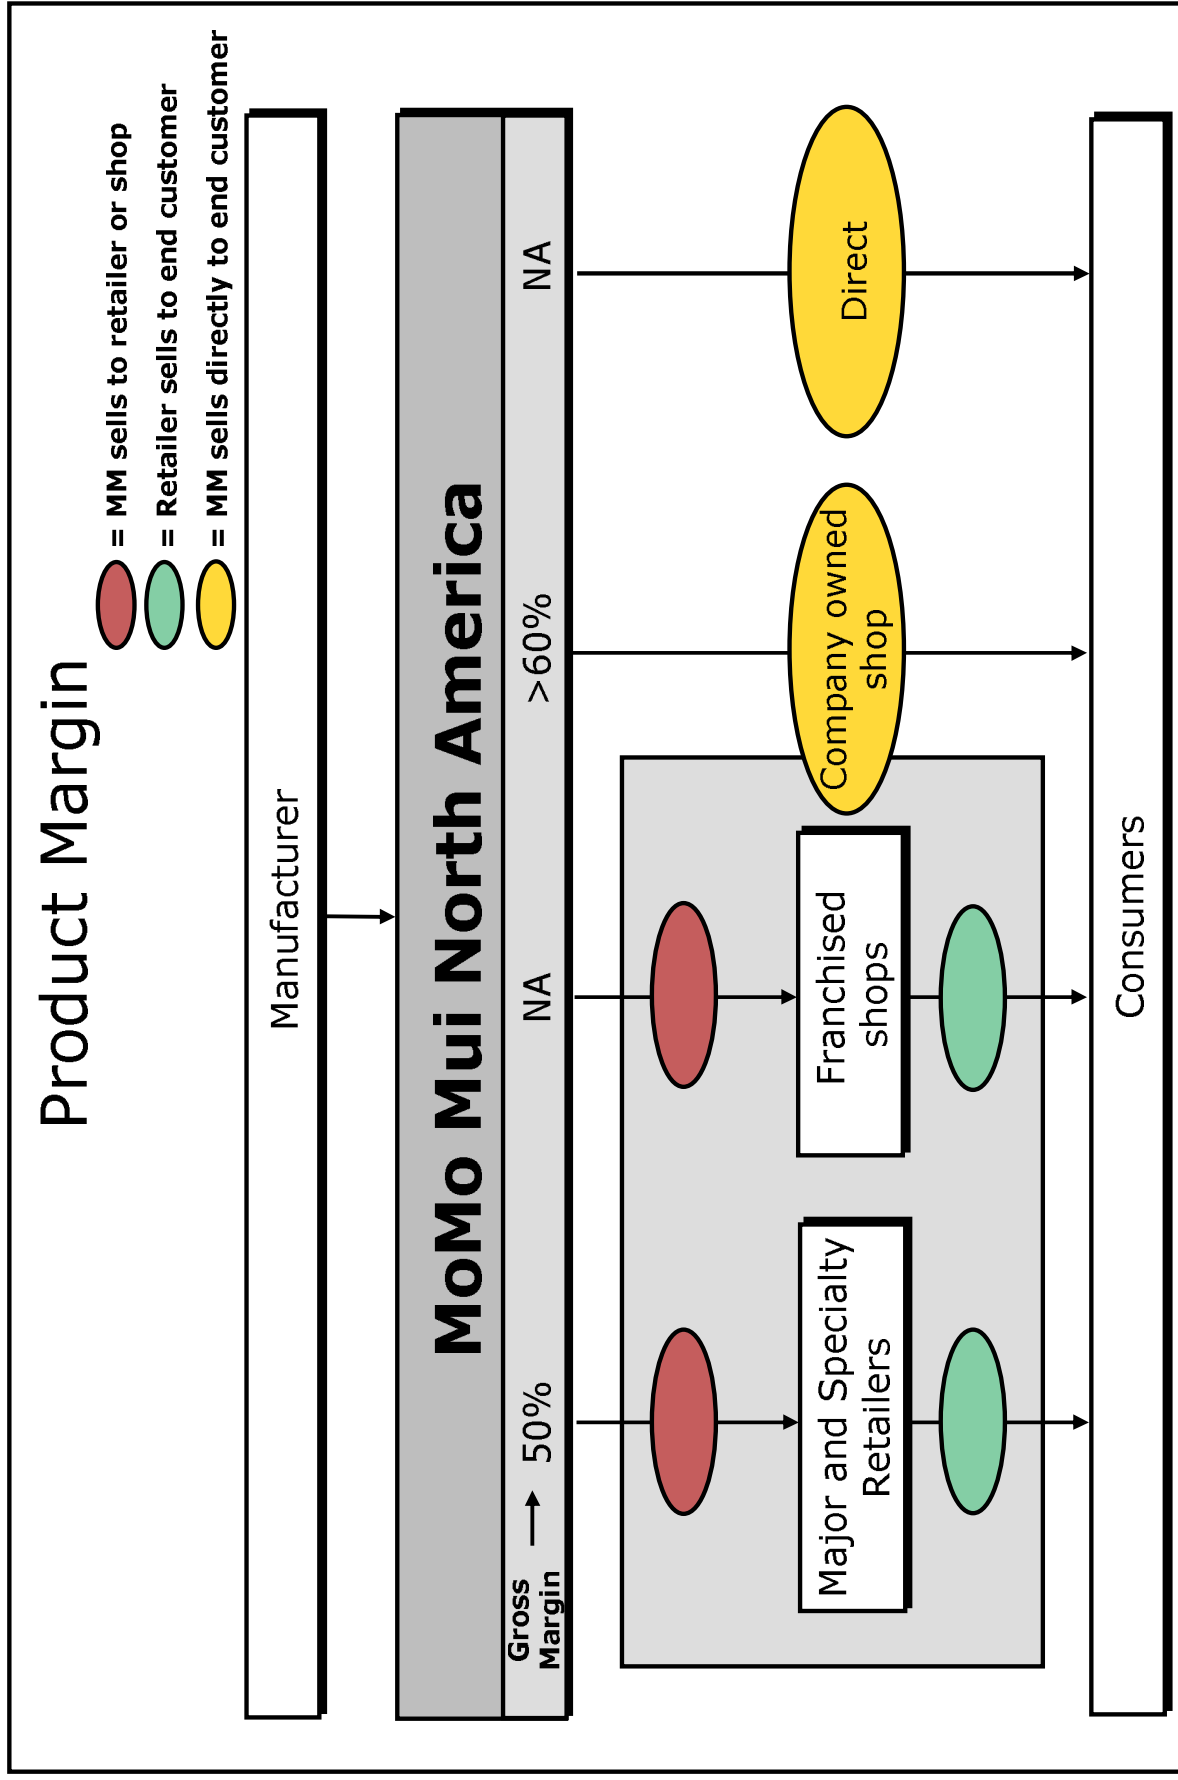 Product Margin
= MM sells to retailer or shop
= Retailer sells to end customer
= MM sells directly to end customer
Manufacturer
MoMo Mui North America
Gross
Margin
50%
NA
>60%
NA
Major and Specialty
Retailers
Franchised
shops
Company owned
shop
Direct
Consumers